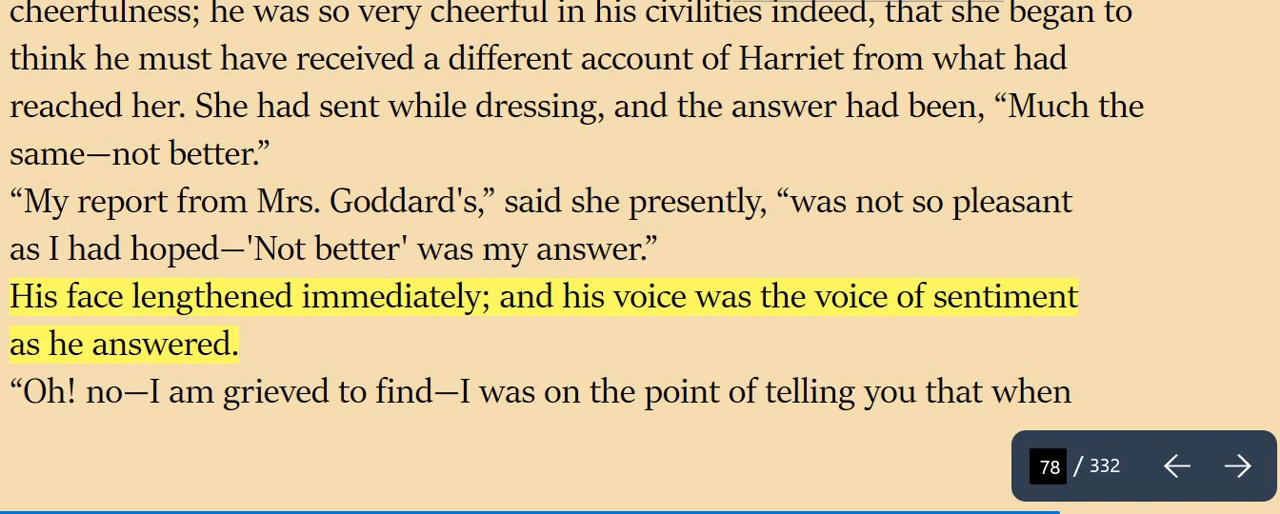 cheerfulness; he was so very cheerful in his civilities indeed, that she began to
think he must have received a different account of Harriet from what had
reached her. She had sent while dressing, and the answer had been, “Much the
same—not better.”
“My report from Mrs. Goddard's,” said she presently, “was not so pleasant
as I had hoped—'Not better' was my answer.”
His face lengthened immediately; and his voice was the voice of sentiment
as he answered.
“Oh! no—I am grieved to find—I was on the point of telling you that when
78 / 332